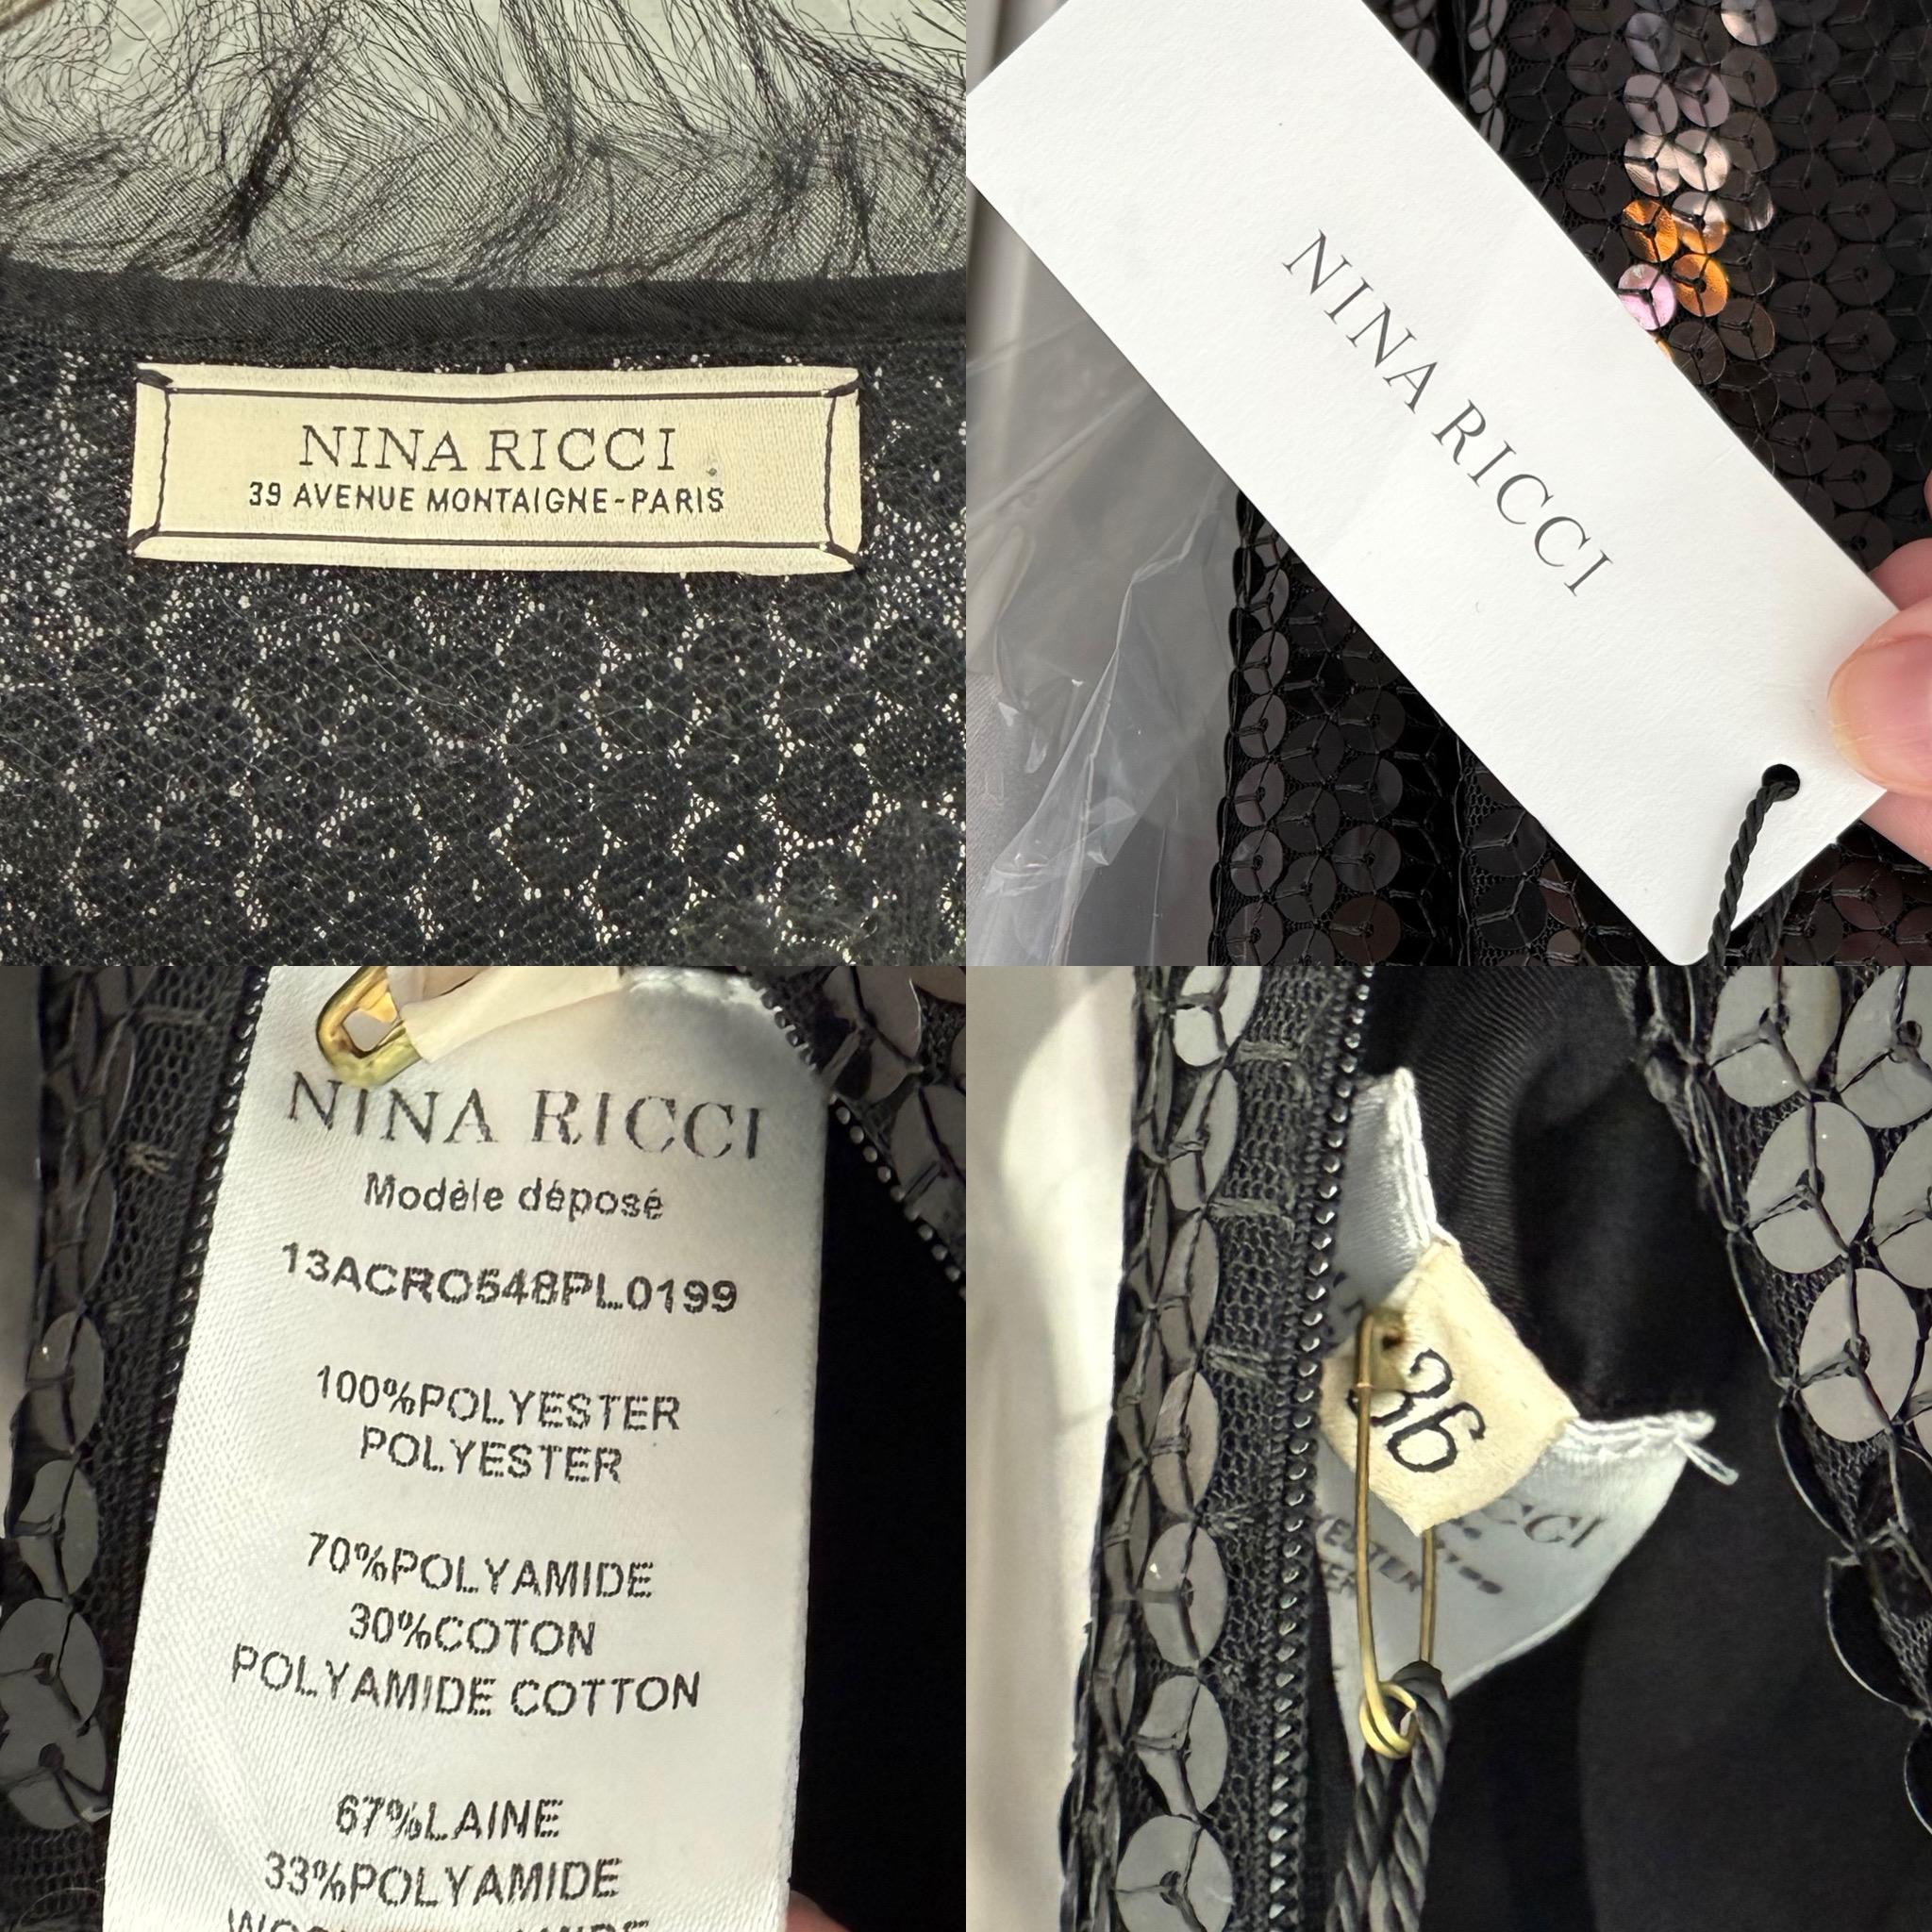 NINA RICCI
39 AVENUE MONTAIGNE-PARIS
NINA RICCI
NINA RICCI
Modèle déposé
13ACRO548PL0199
100%POLYESTER
POLYESTER
70%POLYAMIDE
30%COTON
POLYAMIDE COTTON
67%LAINE
33%POLYAMIDE
36